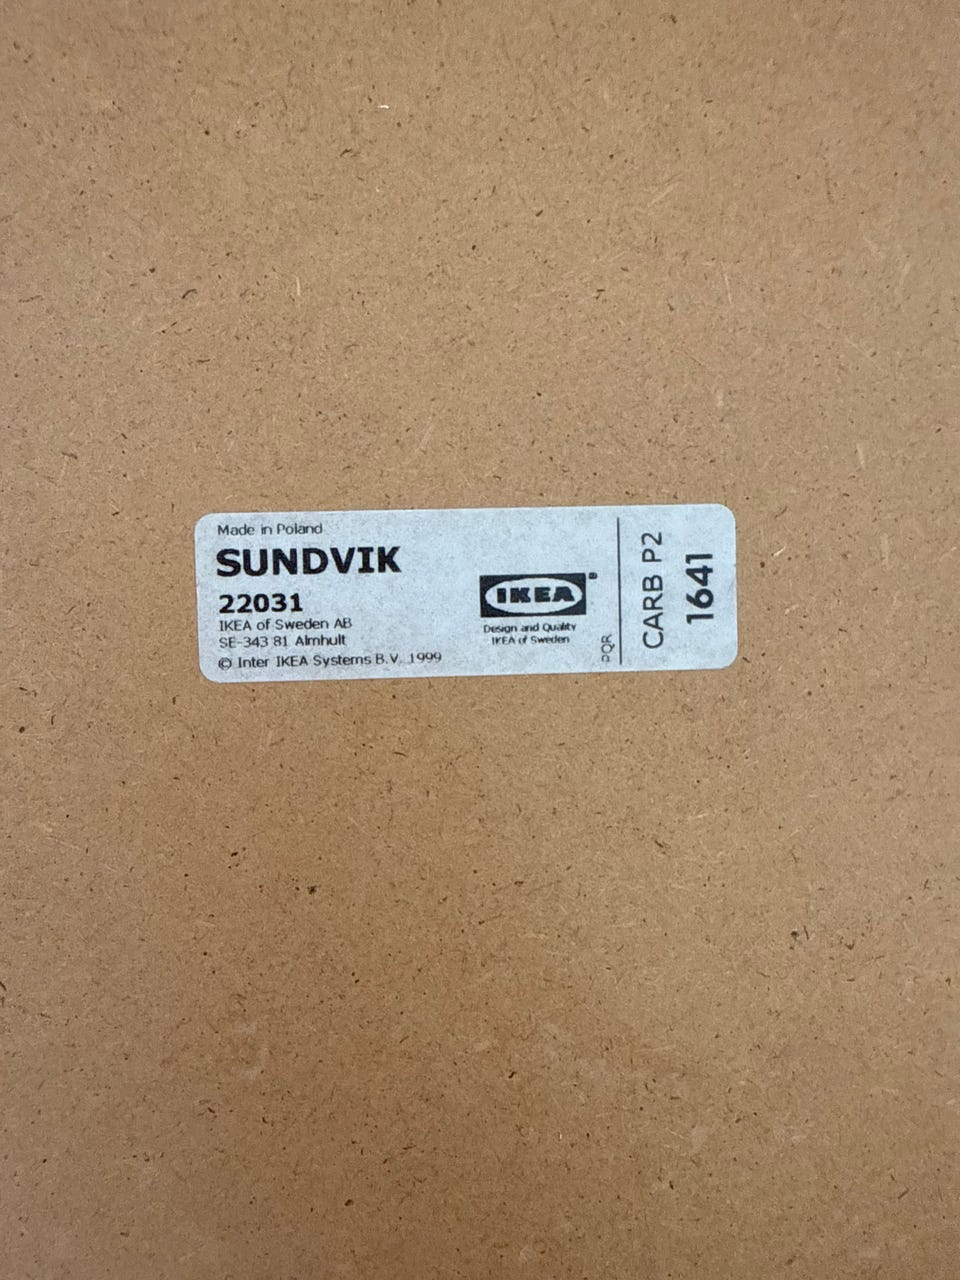 Made in Poland
SUNDVIK
22031
IKEA of Sweden AB
SE-343 81 Almhult
© Inter IKEA Systems B.V. 1999
IKEA®
Design and Quality
IKEA of Sweden
PQR
CARB P2
1641